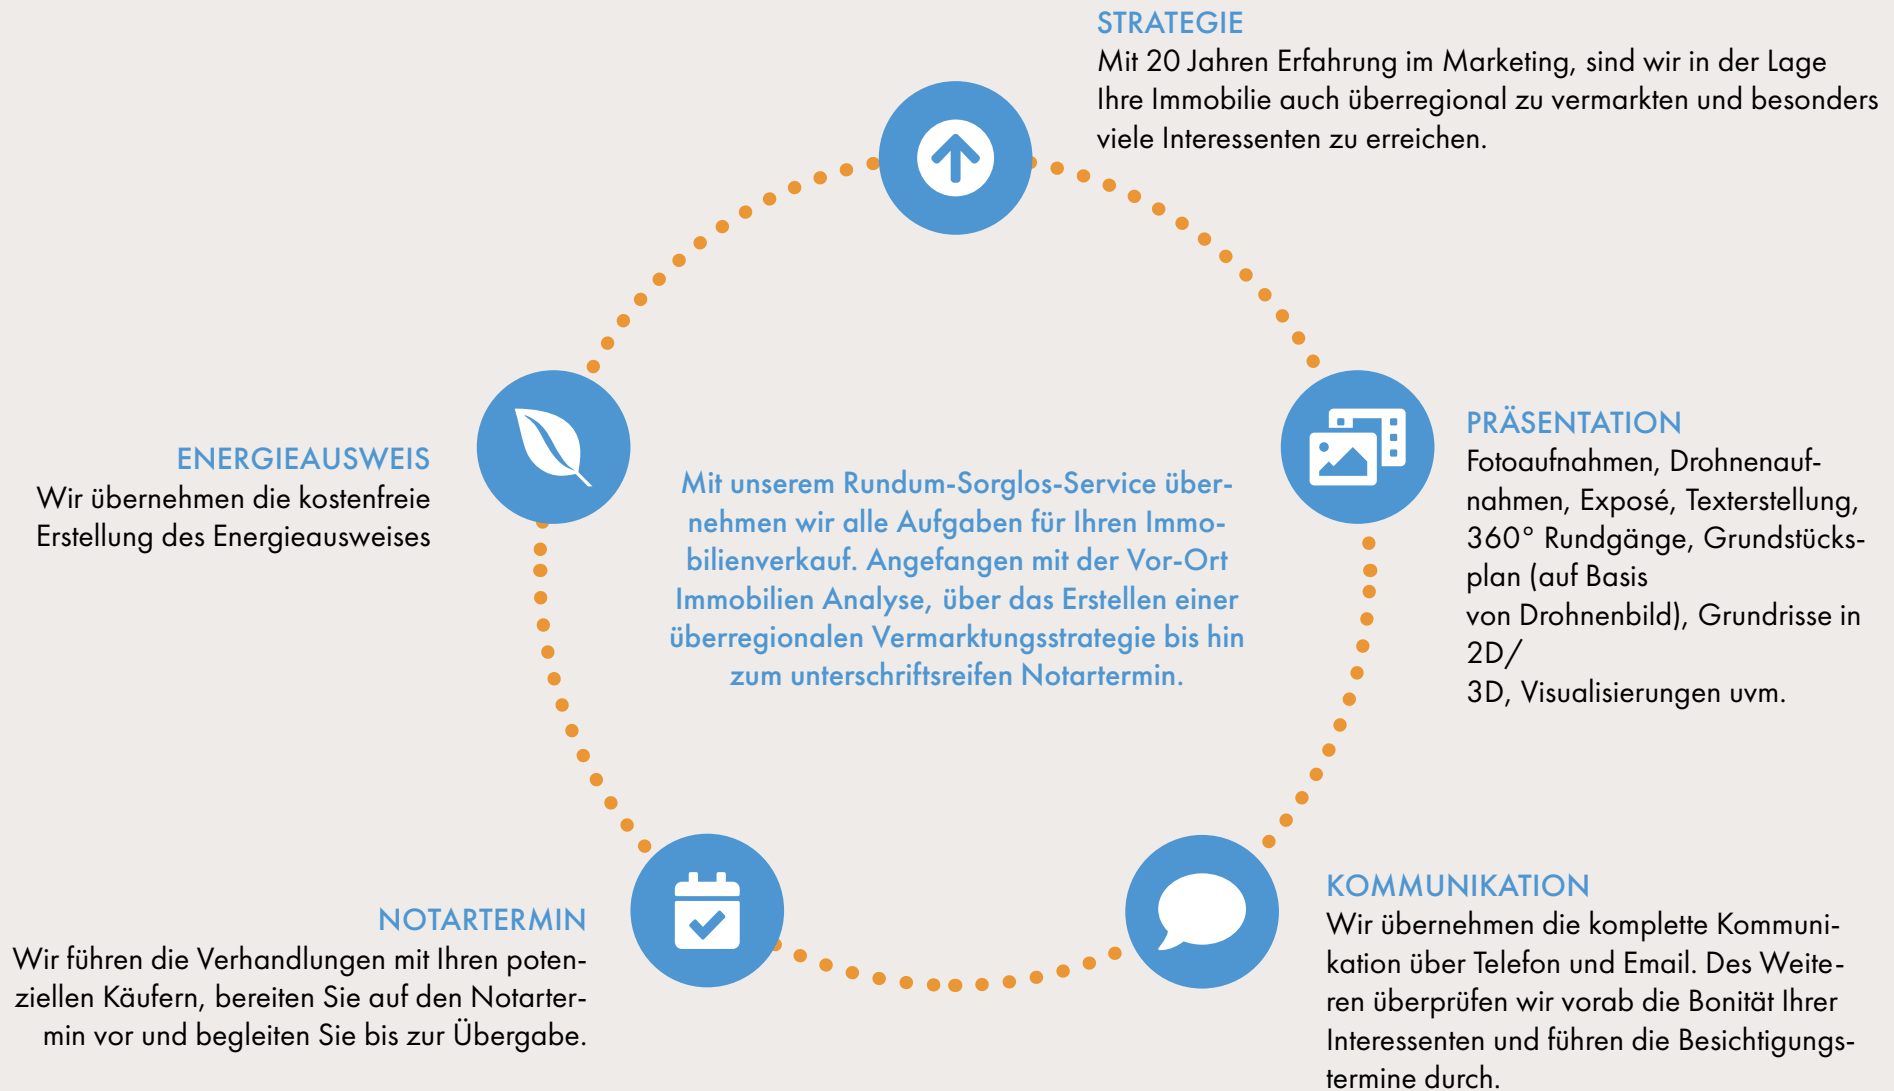 STRATEGIE
Mit 20 Jahren Erfahrung im Marketing, sind wir in der Lage
Ihre Immobilie auch überregional zu vermarkten und besonders
viele Interessenten zu erreichen.
PRÄSENTATION
Fotoaufnahmen, Drohnenauf-
nahmen, Exposé, Texterstellung,
360° Rundgänge, Grundstücks-
plan (auf Basis
von Drohnenbild), Grundrisse in
2D/
3D, Visualisierungen uvm.
ENERGIEAUSWEIS
Wir übernehmen die kostenfreie
Erstellung des Energieausweises
Mit unserem Rundum-Sorglos-Service über-
nehmen wir alle Aufgaben für Ihren Immo-
bilienverkauf. Angefangen mit der Vor-Ort
Immobilien Analyse, über das Erstellen einer
überregionalen Vermarktungsstrategie bis hin
zum unterschriftsreifen Notartermin.
KOMMUNIKATION
Wir übernehmen die komplette Kommuni-
kation über Telefon und Email. Des Weite-
ren überprüfen wir vorab die Bonität Ihrer
Interessenten und führen die Besichtigungs-
termine durch.
NOTARTERMIN
Wir führen die Verhandlungen mit Ihren poten-
ziellen Käufern, bereiten Sie auf den Notarter-
min vor und begleiten Sie bis zur Übergabe.